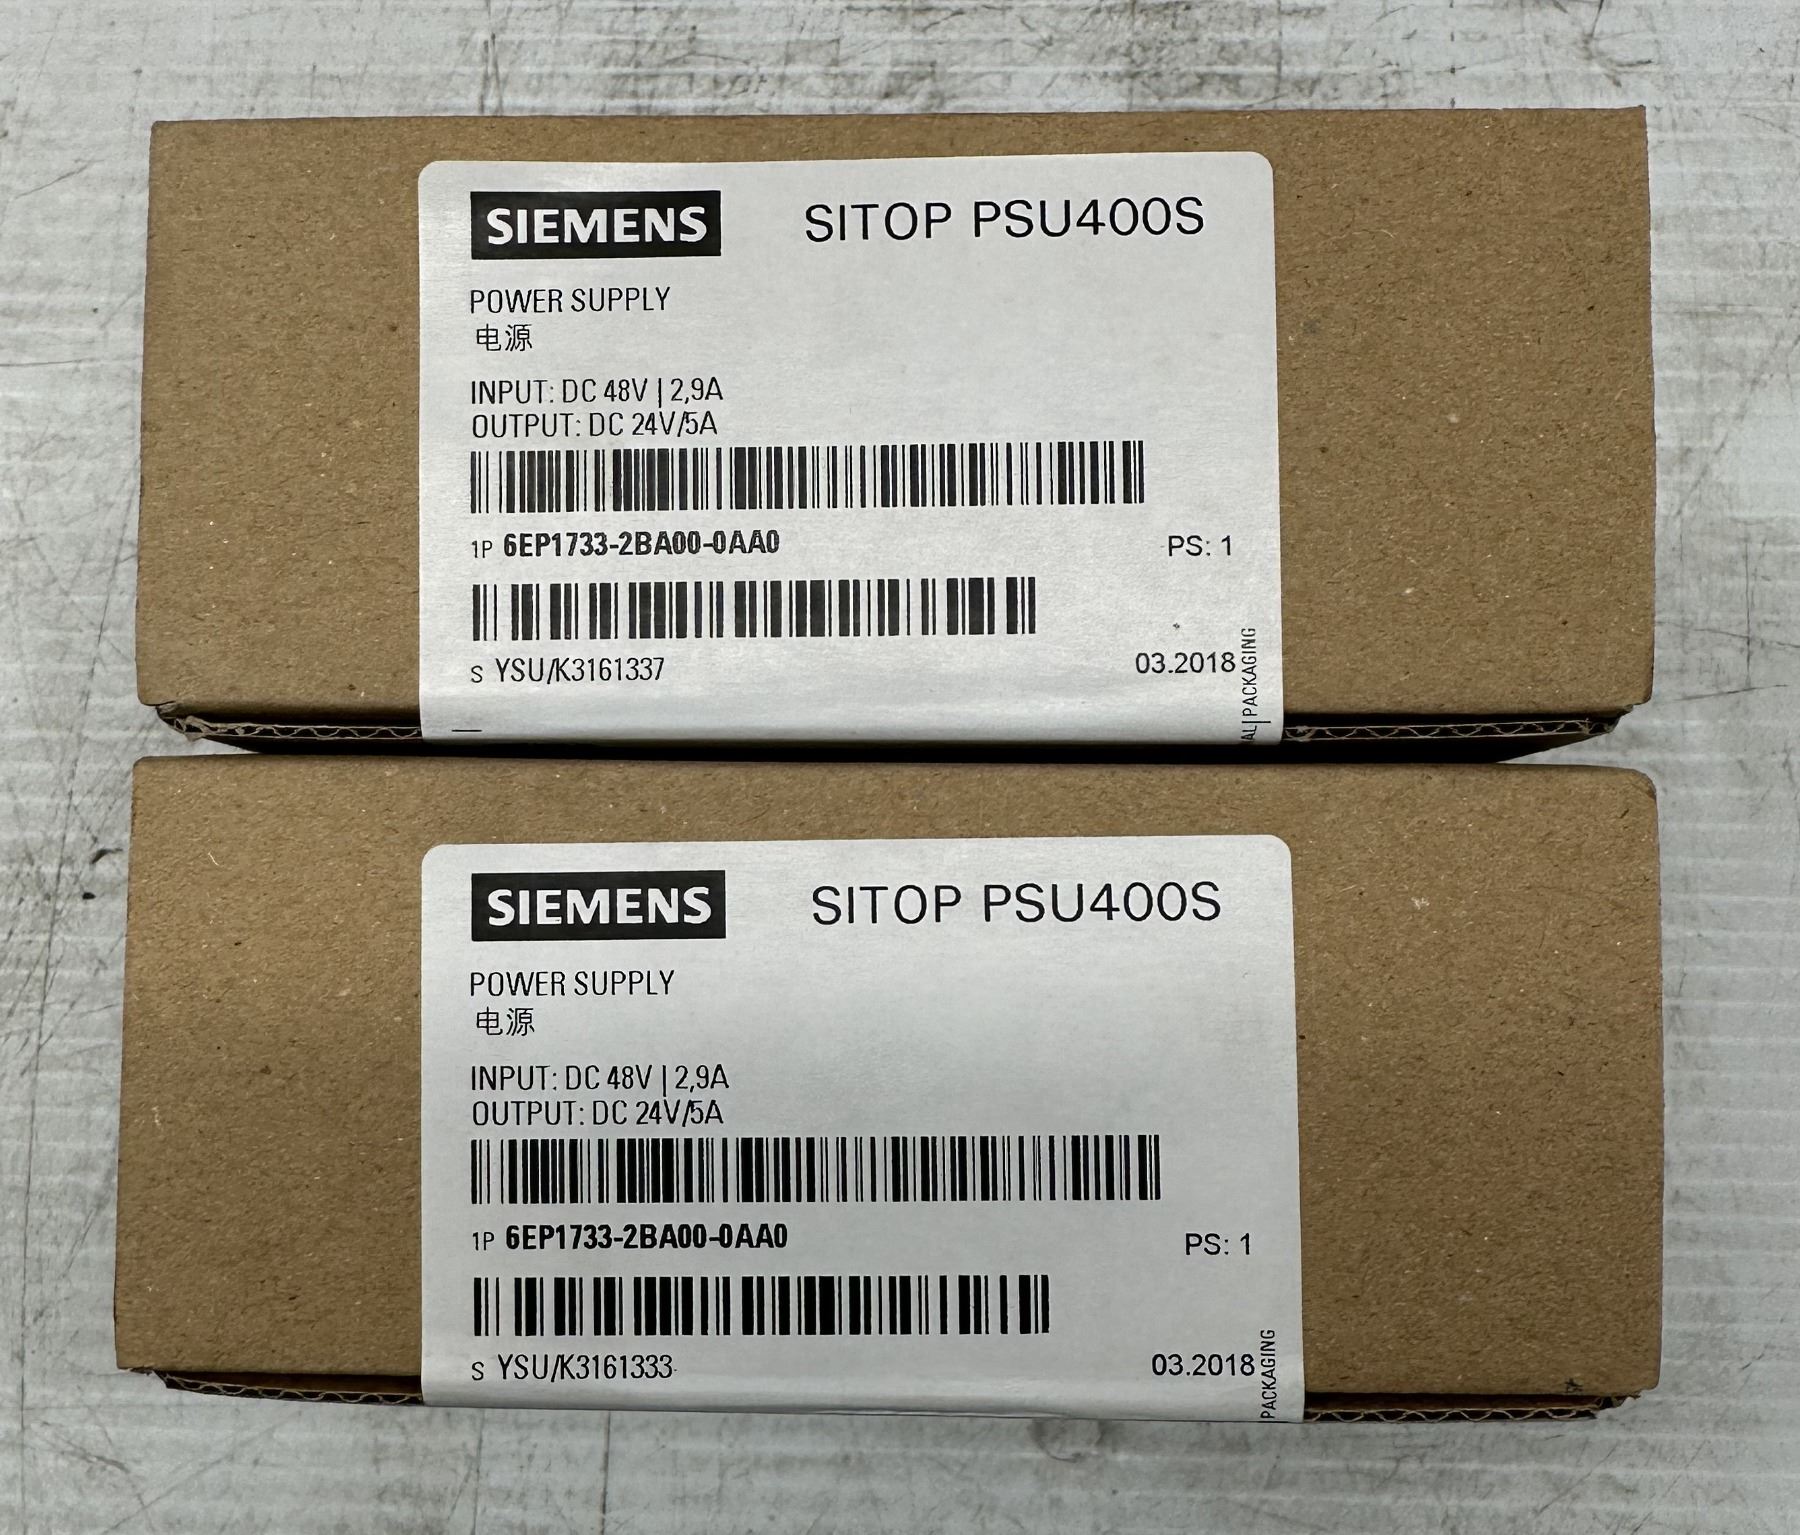 SIEMENS SITOP PSU400S
POWER SUPPLY
电源
INPUT: DC 48V | 2,9A
OUTPUT: DC 24V/5A
1P 6EP1733-2BA00-0AA0 PS: 1
S YSU/K3161337 03.2018
AL|PACKAGING
SIEMENS SITOP PSU400S
POWER SUPPLY
电源
INPUT: DC 48V | 2,9A
OUTPUT: DC 24V/5A
1P 6EP1733-2BA00-0AA0 PS: 1
S YSU/K3161333 03.2018
|PACKAGING